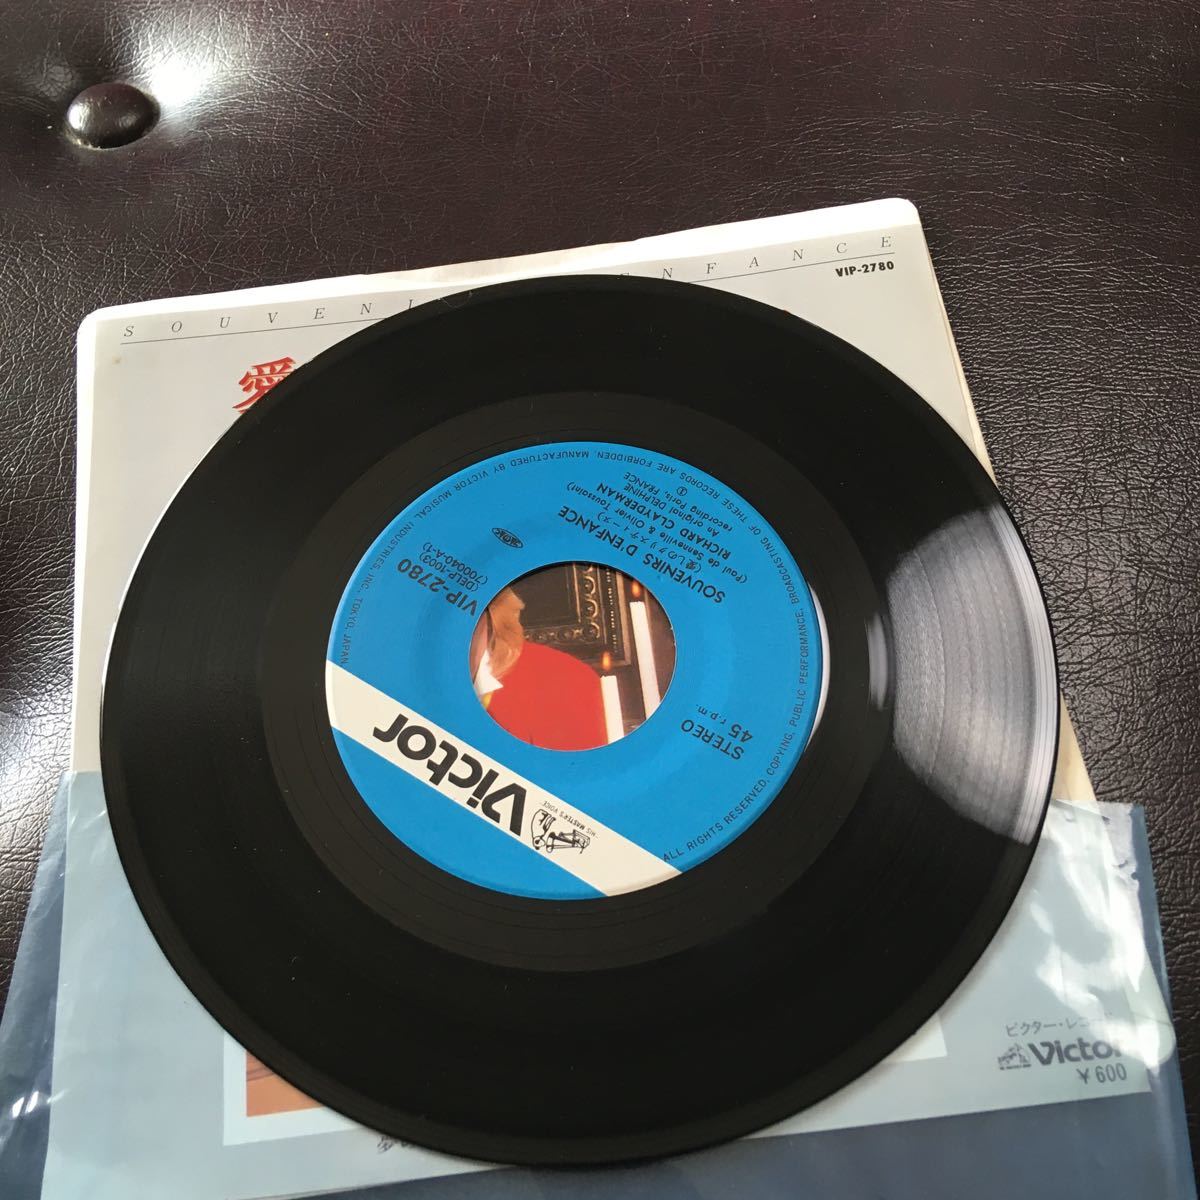 SOUVENI ENFANCE
VIP-2780
愛
Victor
"HIS MASTER'S VOICE"
STEREO
45 r.p.m.
VIP-2780
(DELP-1003)
(700040-A-1)
SOUVENIRS D'ENFANCE
(愛しのクリスティーヌ)
(Paul de Senneville & Olivier Toussaint)
RICHARD CLAYDERMAN
An original DELPHINE
recording Paris, FRANCE
①
ALL RIGHTS RESERVED. COPYING, PUBLIC PERFORMANCE, BROADCASTING OF THESE RECORDS ARE FORBIDDEN. MANUFACTURED BY VICTOR MUSICAL INDUSTRIES, INC., TOKYO, JAPAN
ビクター・レコ
Victor
¥600